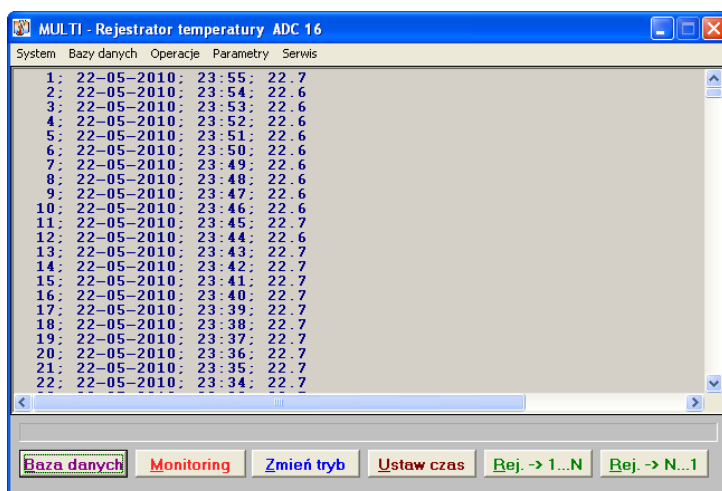 MULTI - Rejestrator temperatury ADC 16
System Bazy danych Operacje Parametry Serwis
1; 22-05-2010; 23:55; 22.7
2; 22-05-2010; 23:54; 22.6
3; 22-05-2010; 23:53; 22.6
4; 22-05-2010; 23:52; 22.6
5; 22-05-2010; 23:51; 22.6
6; 22-05-2010; 23:50; 22.6
7; 22-05-2010; 23:49; 22.6
8; 22-05-2010; 23:48; 22.6
9; 22-05-2010; 23:47; 22.6
10; 22-05-2010; 23:46; 22.6
11; 22-05-2010; 23:45; 22.7
12; 22-05-2010; 23:44; 22.6
13; 22-05-2010; 23:43; 22.7
14; 22-05-2010; 23:42; 22.7
15; 22-05-2010; 23:41; 22.7
16; 22-05-2010; 23:40; 22.7
17; 22-05-2010; 23:39; 22.7
18; 22-05-2010; 23:38; 22.7
19; 22-05-2010; 23:37; 22.7
20; 22-05-2010; 23:36; 22.7
21; 22-05-2010; 23:35; 22.7
22; 22-05-2010; 23:34; 22.7
Baza danych Monitoring Zmień tryb Ustaw czas Rej. -> 1...N Rej. -> N...1